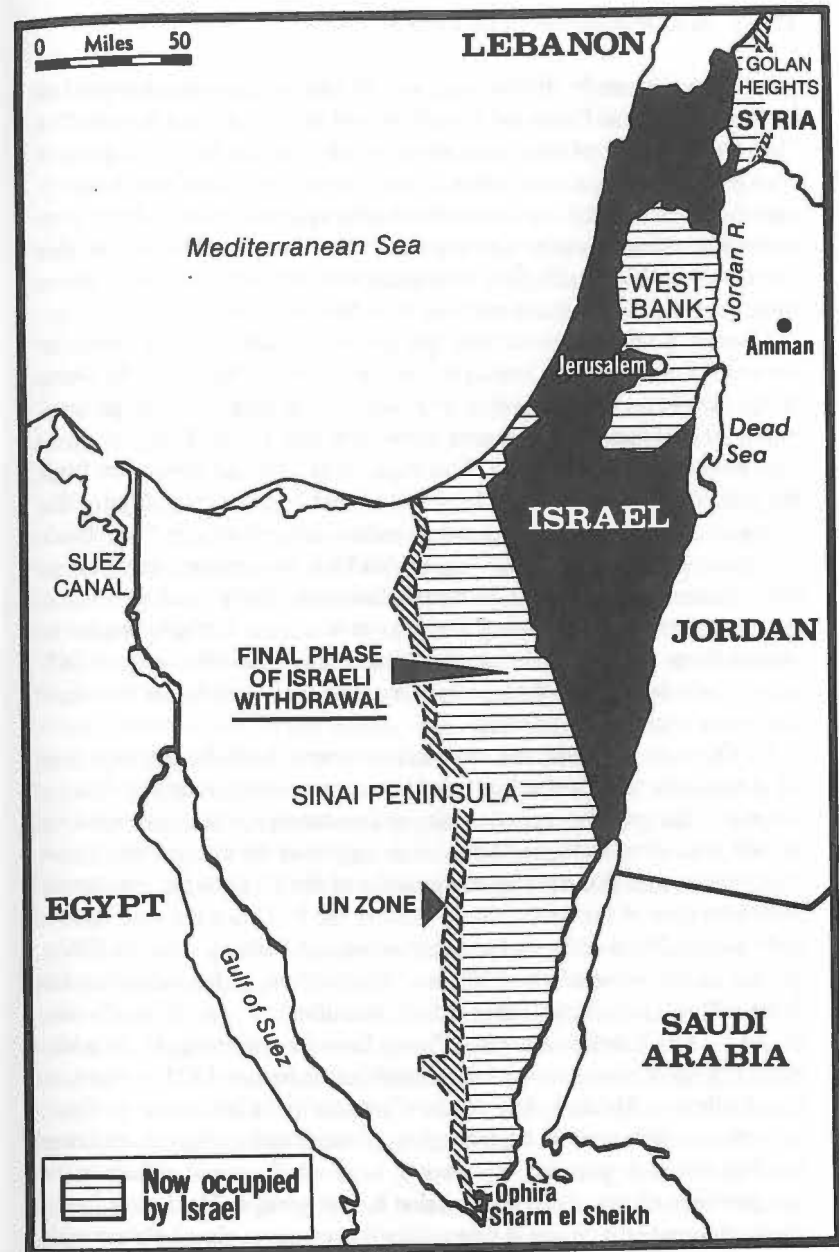 0 Miles 50
LEBANON
GOLAN
HEIGHTS
SYRIA
Mediterranean Sea
WEST
BANK
Jordan R.
Amman
Jerusalem
Dead
Sea
ISRAEL
SUEZ
CANAL
JORDAN
FINAL PHASE
OF ISRAELI
WITHDRAWAL
SINAI PENINSULA
EGYPT
UN ZONE
Gulf of Suez
SAUDI
ARABIA
Now occupied
by Israel
Ophira
Sharm el Sheikh